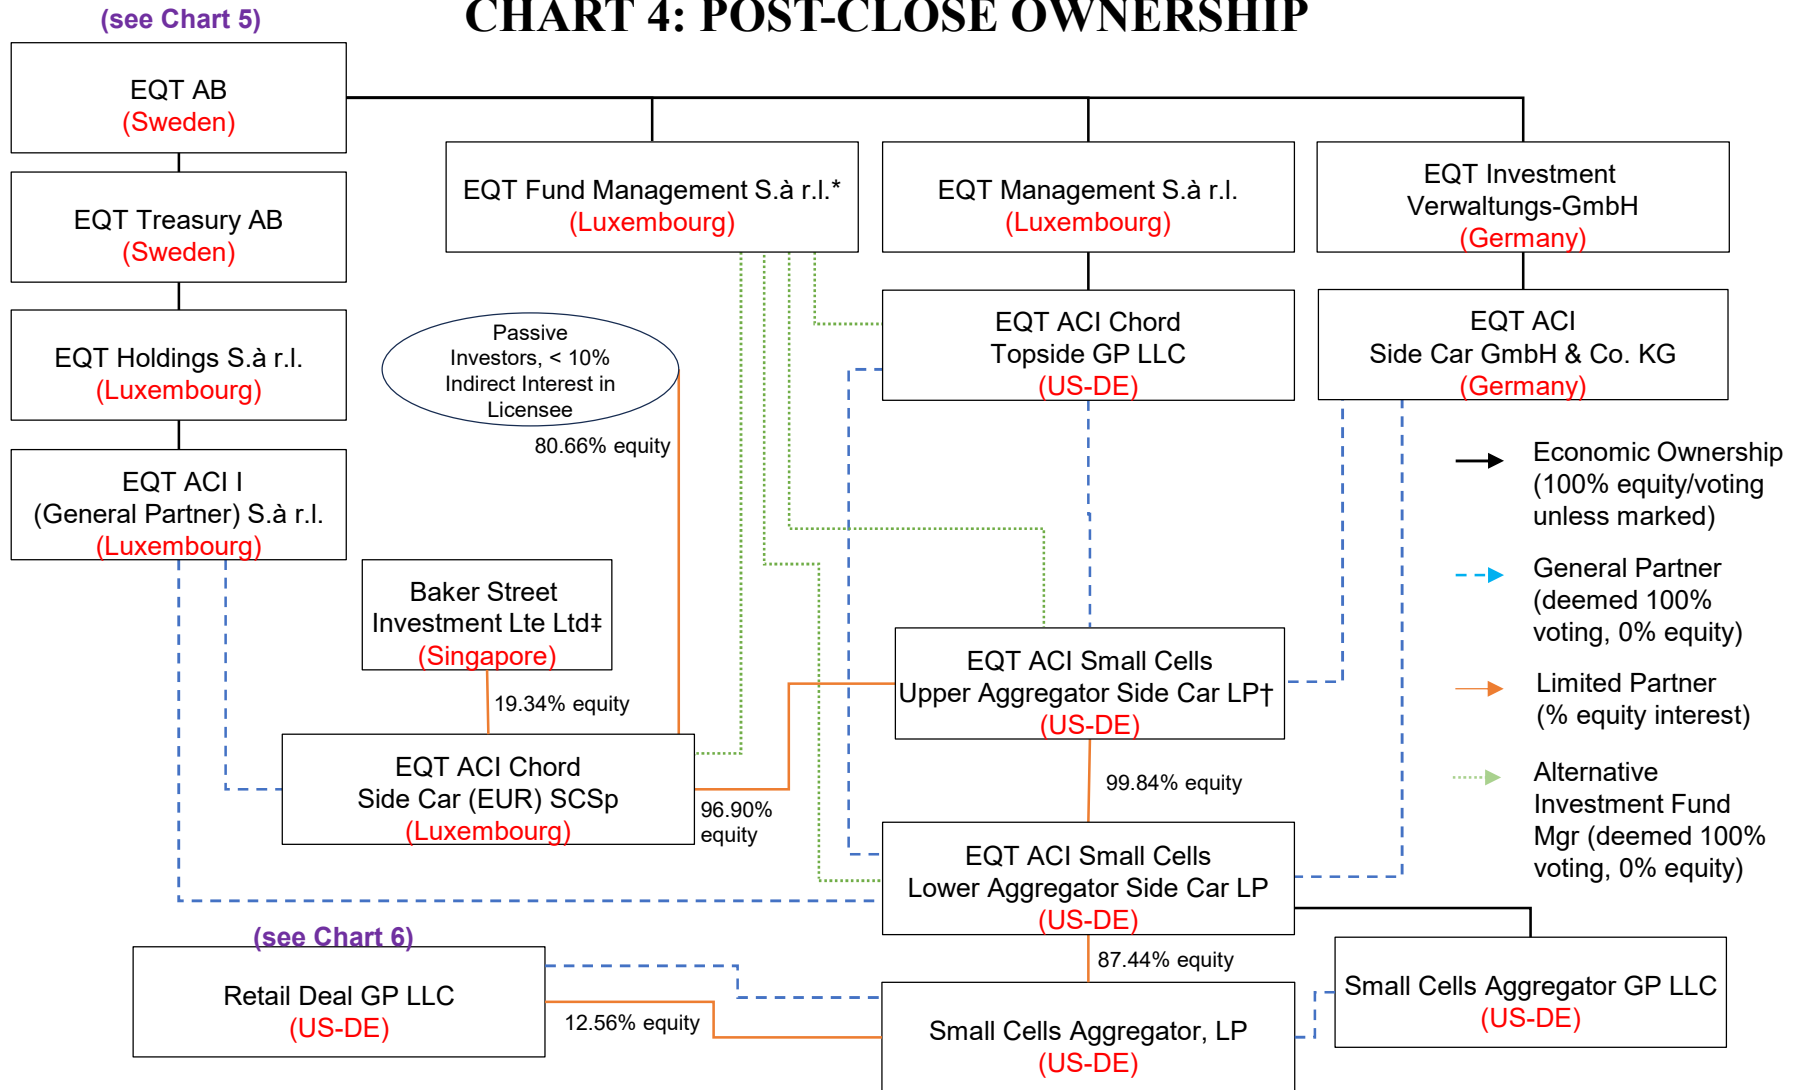 (see Chart 5)
CHART 4: POST-CLOSE OWNERSHIP
EQT AB
(Sweden)
EQT Treasury AB
(Sweden)
EQT Fund Management S.à r.l.*
(Luxembourg)
EQT Management S.à r.l.
(Luxembourg)
EQT Investment
Verwaltungs-GmbH
(Germany)
EQT Holdings S.à r.l.
(Luxembourg)
Passive
Investors, < 10%
Indirect Interest in
Licensee
80.66% equity
EQT ACI Chord
Topside GP LLC
(US-DE)
EQT ACI
Side Car GmbH & Co. KG
(Germany)
EQT ACI I
(General Partner) S.à r.l.
(Luxembourg)
Economic Ownership
(100% equity/voting
unless marked)
General Partner
(deemed 100%
voting, 0% equity)
Limited Partner
(% equity interest)
Alternative
Investment Fund
Mgr (deemed 100%
voting, 0% equity)
Baker Street
Investment Lte Ltd‡
(Singapore)
19.34% equity
EQT ACI Small Cells
Upper Aggregator Side Car LP†
(US-DE)
EQT ACI Chord
Side Car (EUR) SCSp
(Luxembourg)
96.90%
equity
99.84% equity
EQT ACI Small Cells
Lower Aggregator Side Car LP
(US-DE)
87.44% equity
(see Chart 6)
Retail Deal GP LLC
(US-DE)
12.56% equity
Small Cells Aggregator, LP
(US-DE)
Small Cells Aggregator GP LLC
(US-DE)